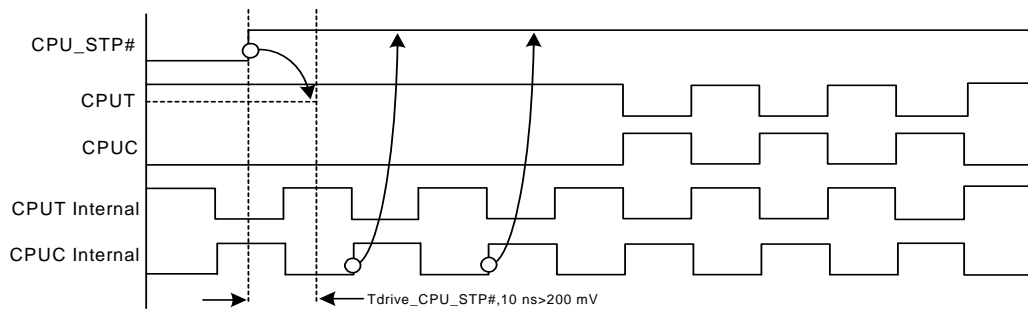 CPU_STP#
CPUT
CPUC
CPUT Internal
CPUC Internal
Tdrive_CPU_STP#,10 ns>200 mV